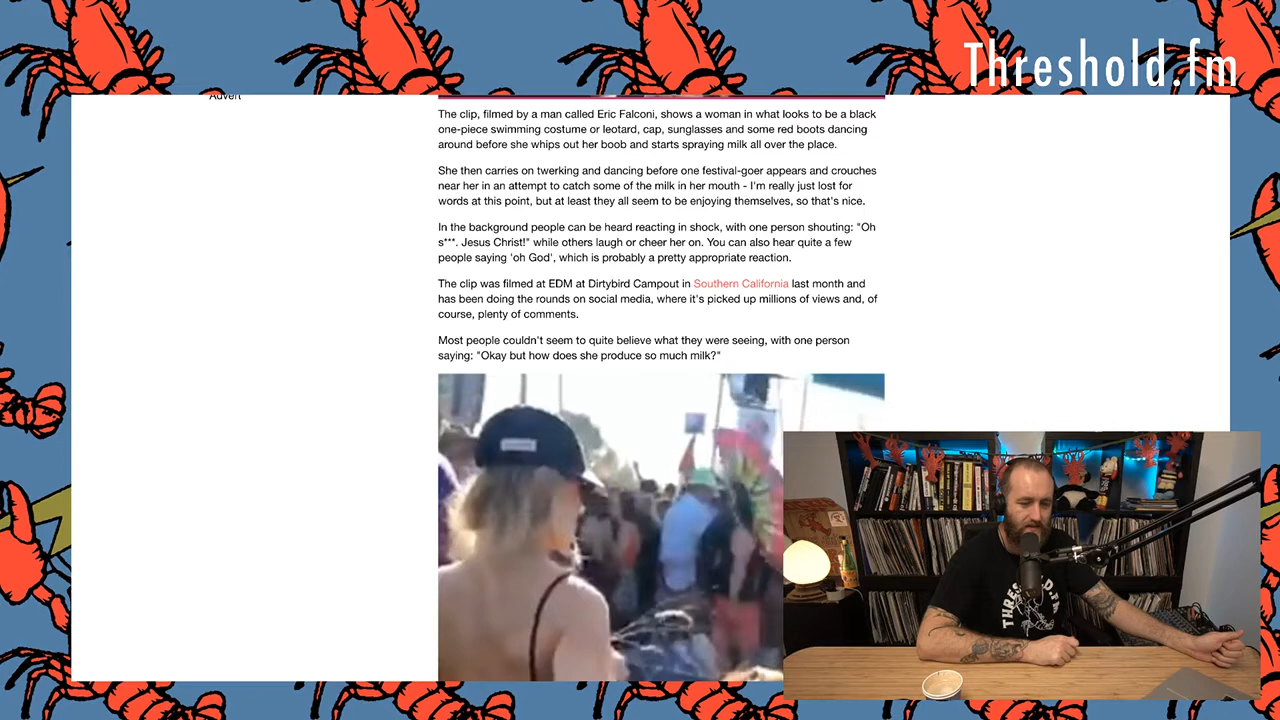 Threshold.fm
Advert
The clip, filmed by a man called Eric Falconi, shows a woman in what looks to be a black
one-piece swimming costume or leotard, cap, sunglasses and some red boots dancing
around before she whips out her boob and starts spraying milk all over the place.
She then carries on twerking and dancing before one festival-goer appears and crouches
near her in an attempt to catch some of the milk in her mouth - I'm really just lost for
words at this point, but at least they all seem to be enjoying themselves, so that's nice.
In the background people can be heard reacting in shock, with one person shouting: "Oh
s***. Jesus Christ!" while others laugh or cheer her on. You can also hear quite a few
people saying 'oh God', which is probably a pretty appropriate reaction.
The clip was filmed at EDM at Dirtybird Campout in Southern California last month and
has been doing the rounds on social media, where it's picked up millions of views and, of
course, plenty of comments.
Most people couldn't seem to quite believe what they were seeing, with one person
saying: "Okay but how does she produce so much milk?"
THRESHOLD.FM